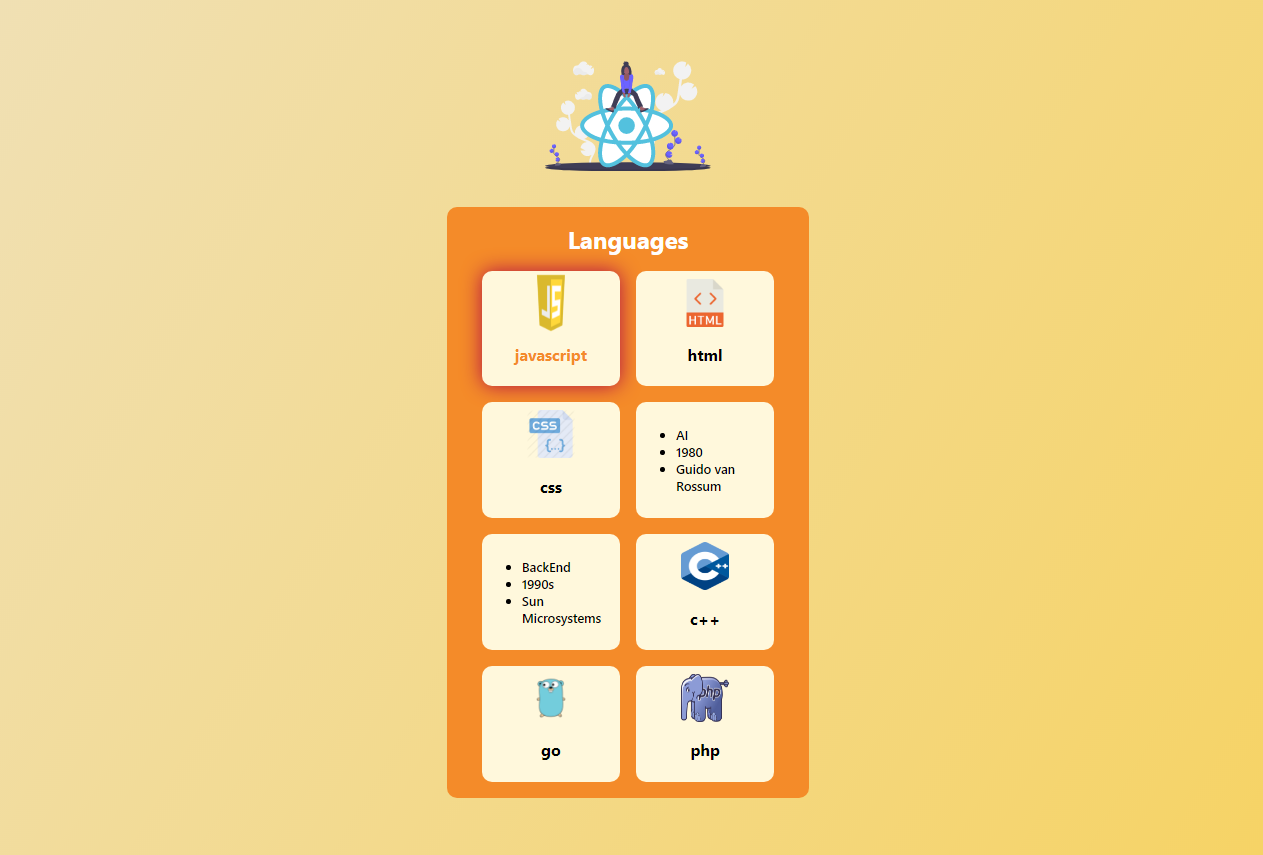 Languages
JS
javascript
HTML
html
CSS
{...}
css
AI
1980
Guido van
Rossum
BackEnd
1990s
Sun
Microsystems
C++
c++
go
php
php